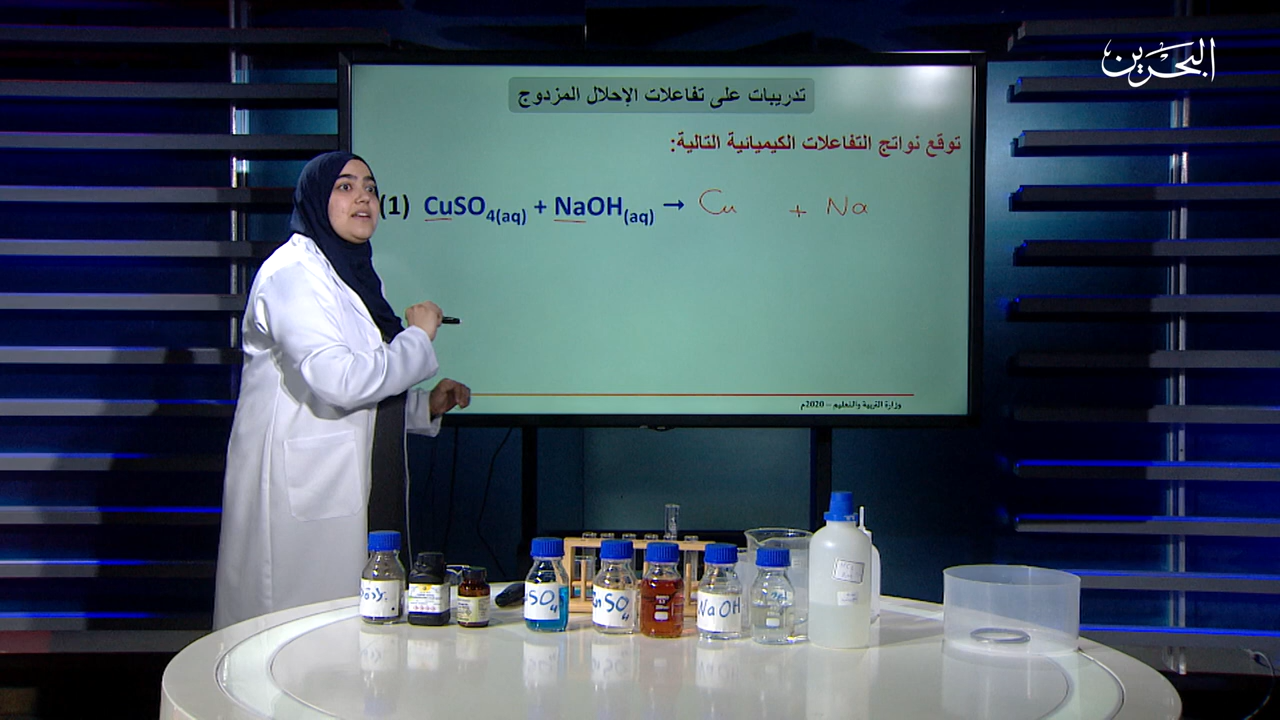 البحرين
تدريبات على تفاعلات الإحلال المزدوج
توقع نواتج التفاعلات الكيميائية التالية:
(1) CuSO4(aq) + NaOH(aq) → Cu + Na
وزارة التربية والتعليم – 2020م
SO4
SO4
NaOH